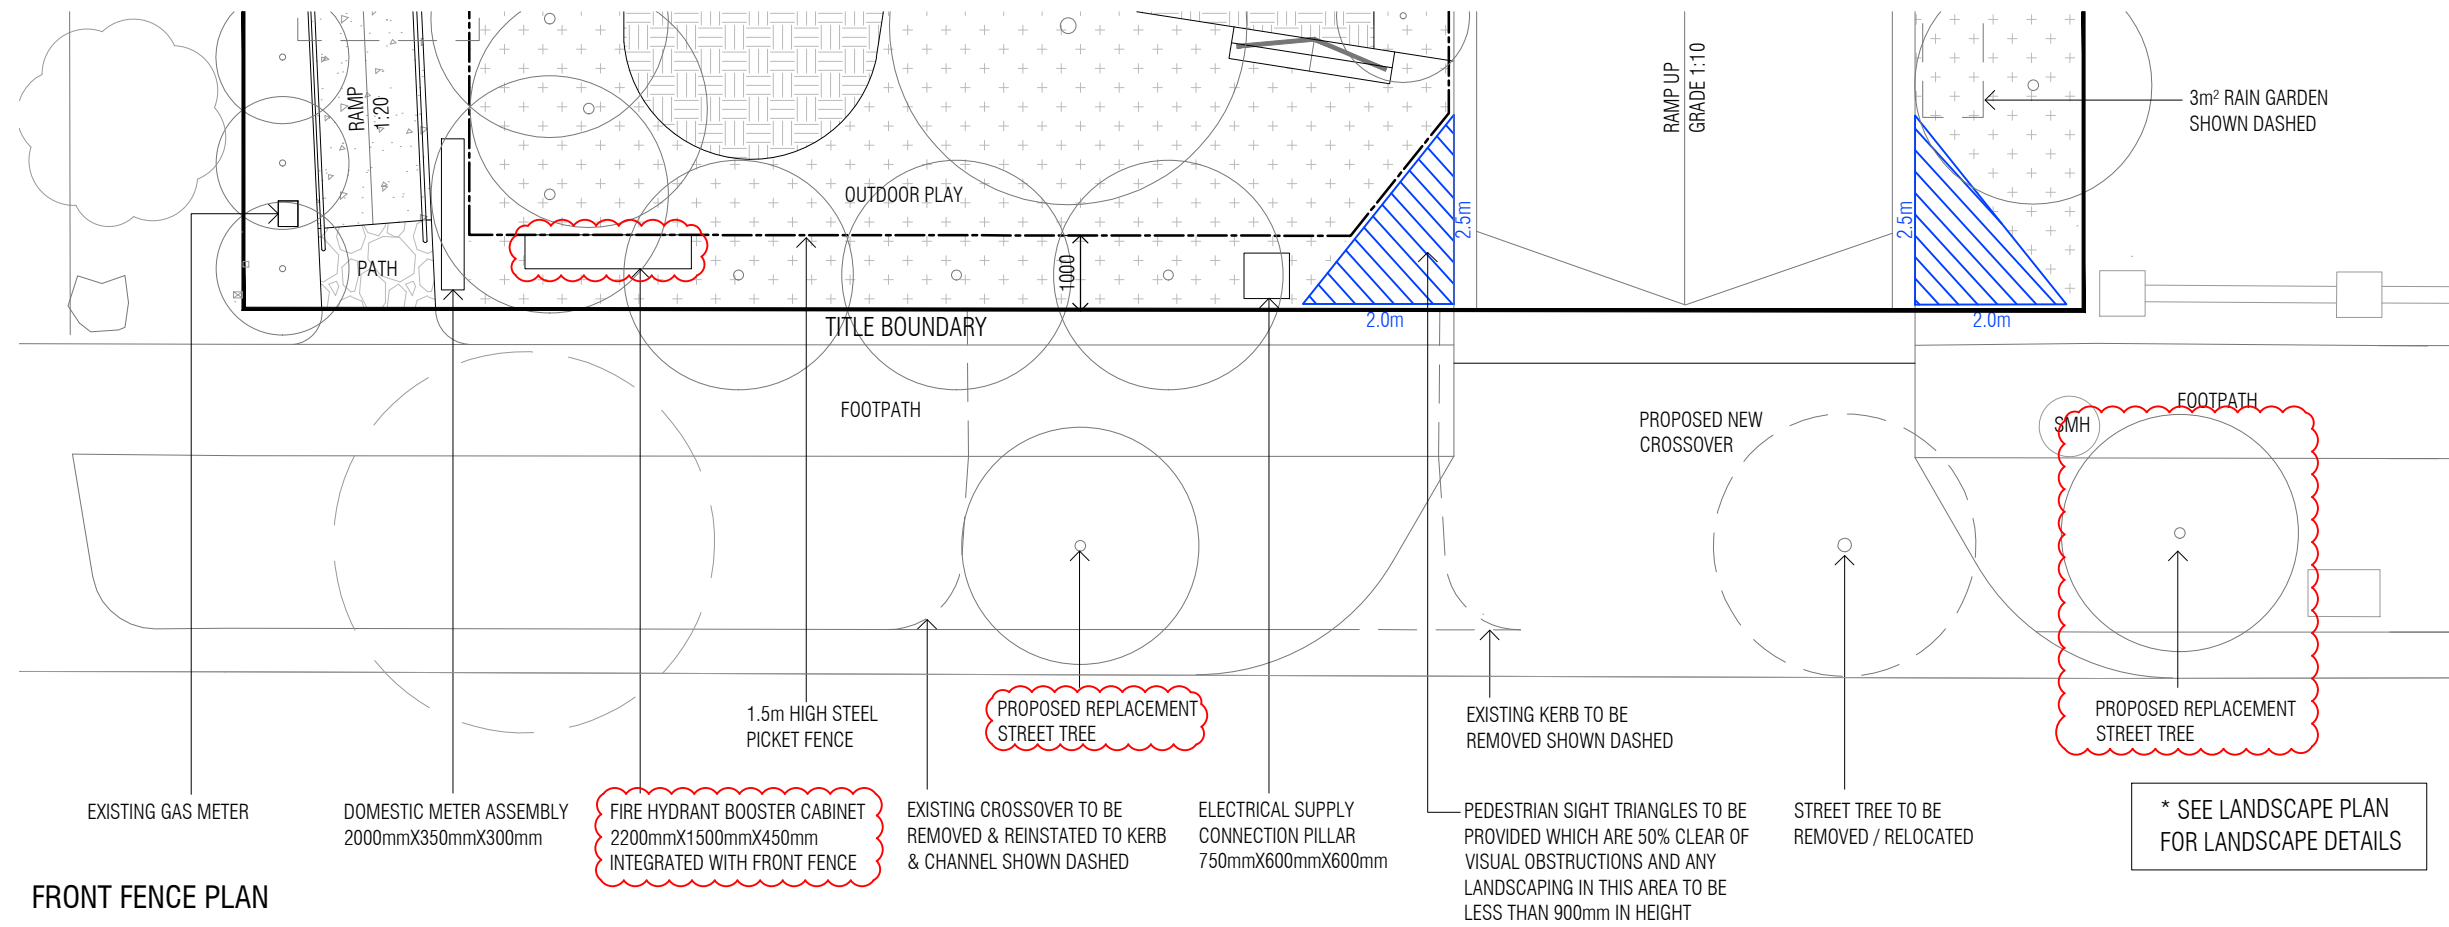 RAMP
1:20
RAMP UP
GRADE 1:10
3m² RAIN GARDEN
SHOWN DASHED
OUTDOOR PLAY
2.5m
2.5m
PATH
1000
TITLE BOUNDARY
2.0m
2.0m
FOOTPATH
PROPOSED NEW
CROSSOVER
FOOTPATH
SMH
1.5m HIGH STEEL
PICKET FENCE
PROPOSED REPLACEMENT
STREET TREE
EXISTING KERB TO BE
REMOVED SHOWN DASHED
PROPOSED REPLACEMENT
STREET TREE
EXISTING GAS METER
DOMESTIC METER ASSEMBLY
2000mmX350mmX300mm
FIRE HYDRANT BOOSTER CABINET
2200mmX1500mmX450mm
INTEGRATED WITH FRONT FENCE
EXISTING CROSSOVER TO BE
REMOVED & REINSTATED TO KERB
& CHANNEL SHOWN DASHED
ELECTRICAL SUPPLY
CONNECTION PILLAR
750mmX600mmX600mm
PEDESTRIAN SIGHT TRIANGLES TO BE
PROVIDED WHICH ARE 50% CLEAR OF
VISUAL OBSTRUCTIONS AND ANY
LANDSCAPING IN THIS AREA TO BE
LESS THAN 900mm IN HEIGHT
STREET TREE TO BE
REMOVED / RELOCATED
* SEE LANDSCAPE PLAN
FOR LANDSCAPE DETAILS
FRONT FENCE PLAN